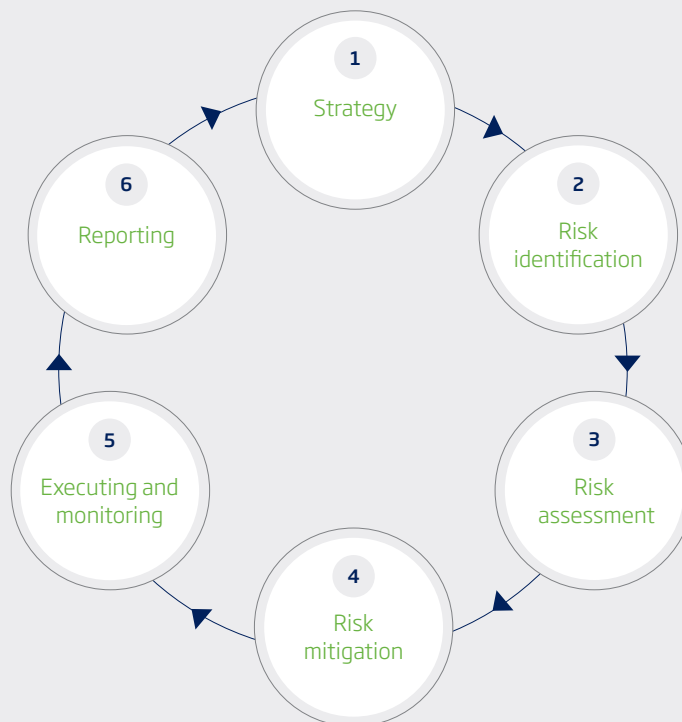 1
Strategy
2
Risk
identification
3
Risk
assessment
4
Risk
mitigation
5
Executing and
monitoring
6
Reporting